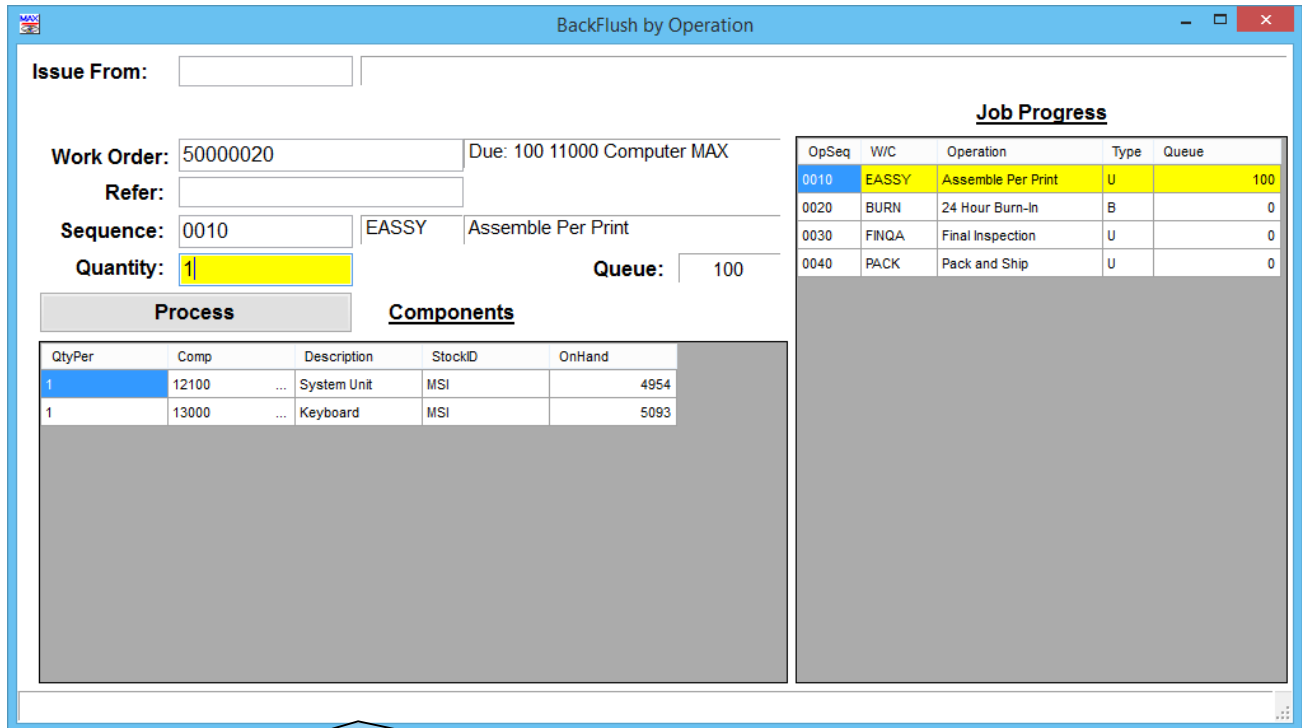 MAX
BackFlush by Operation
Issue From:
Job Progress
Work Order: 50000020 Due: 100 11000 Computer MAX
Refer:
Sequence: 0010 EASSY Assemble Per Print
Quantity: 1 Queue: 100
Process Components
QtyPer Comp Description StockID OnHand
1 12100 ... System Unit MSI 4954
1 13000 ... Keyboard MSI 5093
OpSeq W/C Operation Type Queue
0010 EASSY Assemble Per Print U 100
0020 BURN 24 Hour Burn-In B 0
0030 FINQA Final Inspection U 0
0040 PACK Pack and Ship U 0